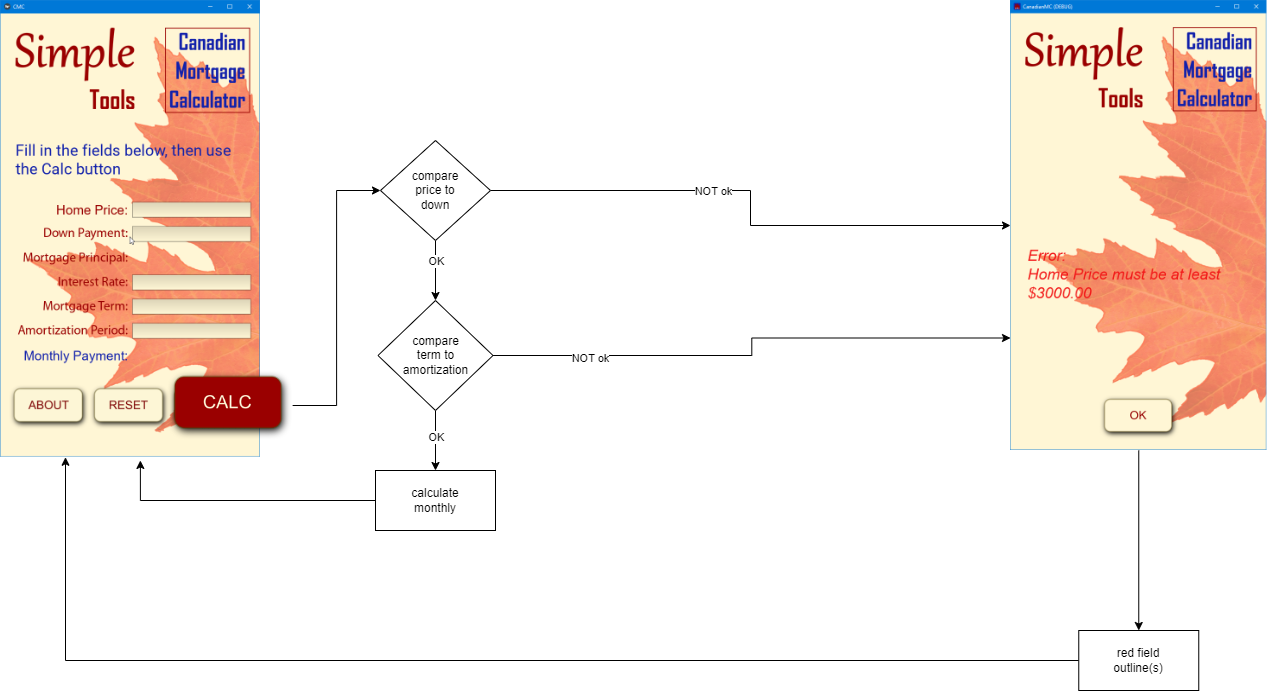 CMC
Simple
Tools
Canadian
Mortgage
Calculator
Fill in the fields below, then use
the Calc button
Home Price:
Down Payment:
Mortgage Principal:
Interest Rate:
Mortgage Term:
Amortization Period:
Monthly Payment:
ABOUT
RESET
CALC
compare
price to
down
NOT ok
OK
compare
term to
amortization
NOT ok
OK
calculate
monthly
CanadianMC (DEBUG)
Simple
Tools
Canadian
Mortgage
Calculator
Error:
Home Price must be at least
$3000.00
OK
red field
outline(s)